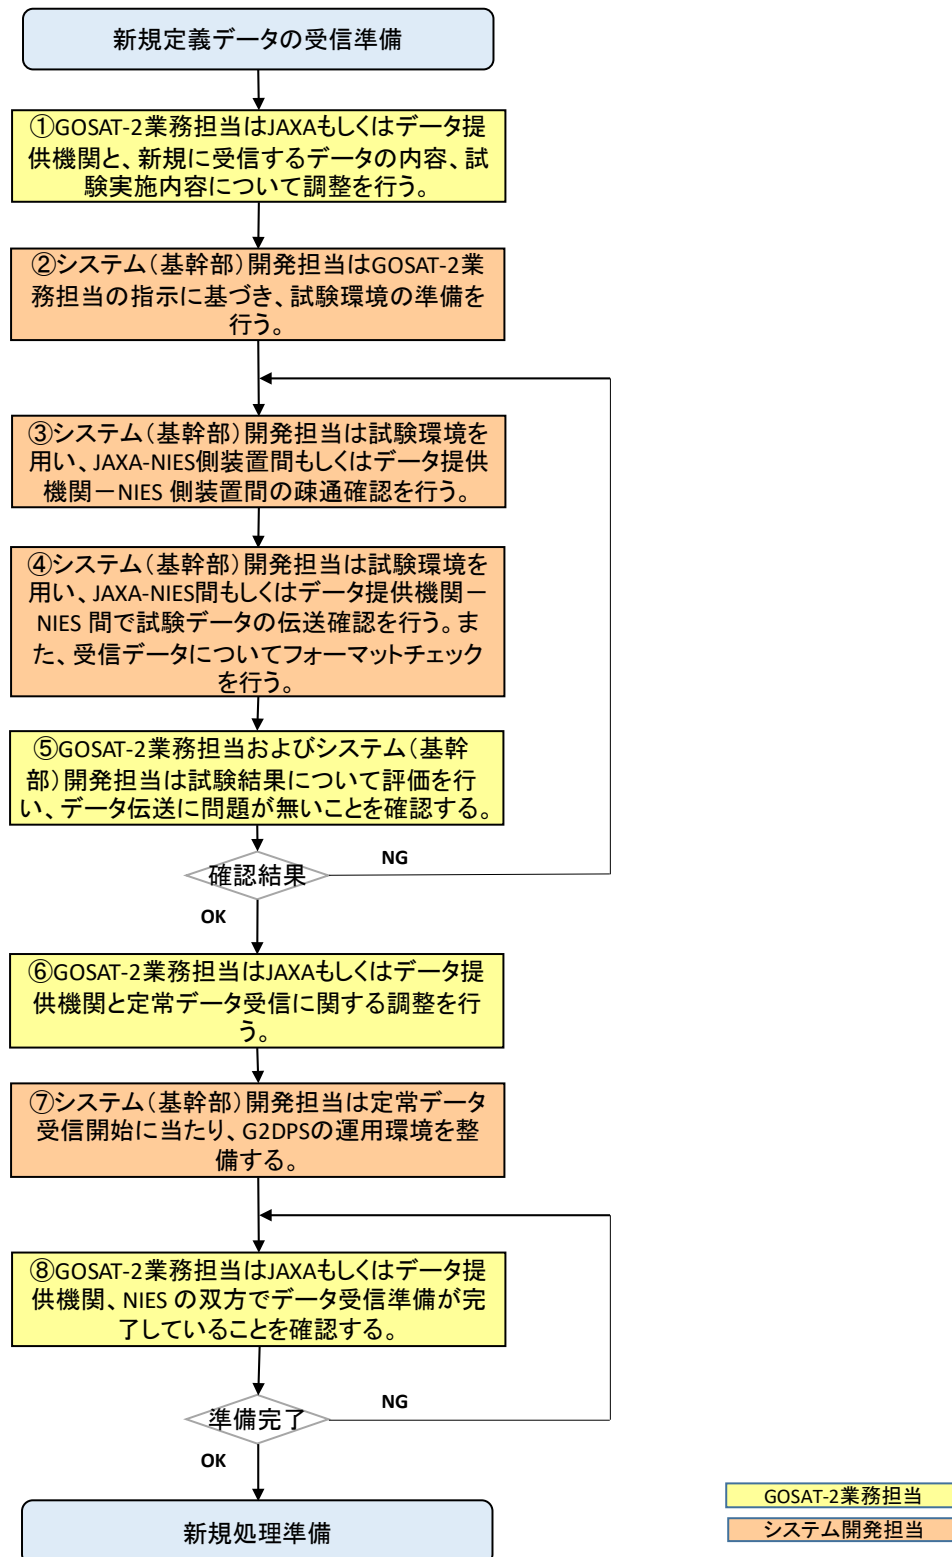 新規定義データの受信準備
①GOSAT-2業務担当はJAXAもしくはデータ提
供機関と、新規に受信するデータの内容、試
験実施内容について調整を行う。
②システム（基幹部）開発担当はGOSAT-2業
務担当の指示に基づき、試験環境の準備を
行う。
③システム（基幹部）開発担当は試験環境を
用い、JAXA-NIES側装置間もしくはデータ提供
機関－NIES 側装置間の疎通確認を行う。
④システム（基幹部）開発担当は試験環境を
用い、JAXA-NIES間もしくはデータ提供機関－
NIES 間で試験データの伝送確認を行う。ま
た、受信データについてフォーマットチェック
を行う。
⑤GOSAT-2業務担当およびシステム（基幹
部）開発担当は試験結果について評価を行
い、データ伝送に問題が無いことを確認する。
確認結果
NG
OK
⑥GOSAT-2業務担当はJAXAもしくはデータ提
供機関と定常データ受信に関する調整を行
う。
⑦システム（基幹部）開発担当は定常データ
受信開始に当たり、G2DPSの運用環境を整
備する。
⑧GOSAT-2業務担当はJAXAもしくはデータ提
供機関、NIES の双方でデータ受信準備が完
了していることを確認する。
準備完了
NG
OK
新規処理準備
GOSAT-2業務担当
システム開発担当